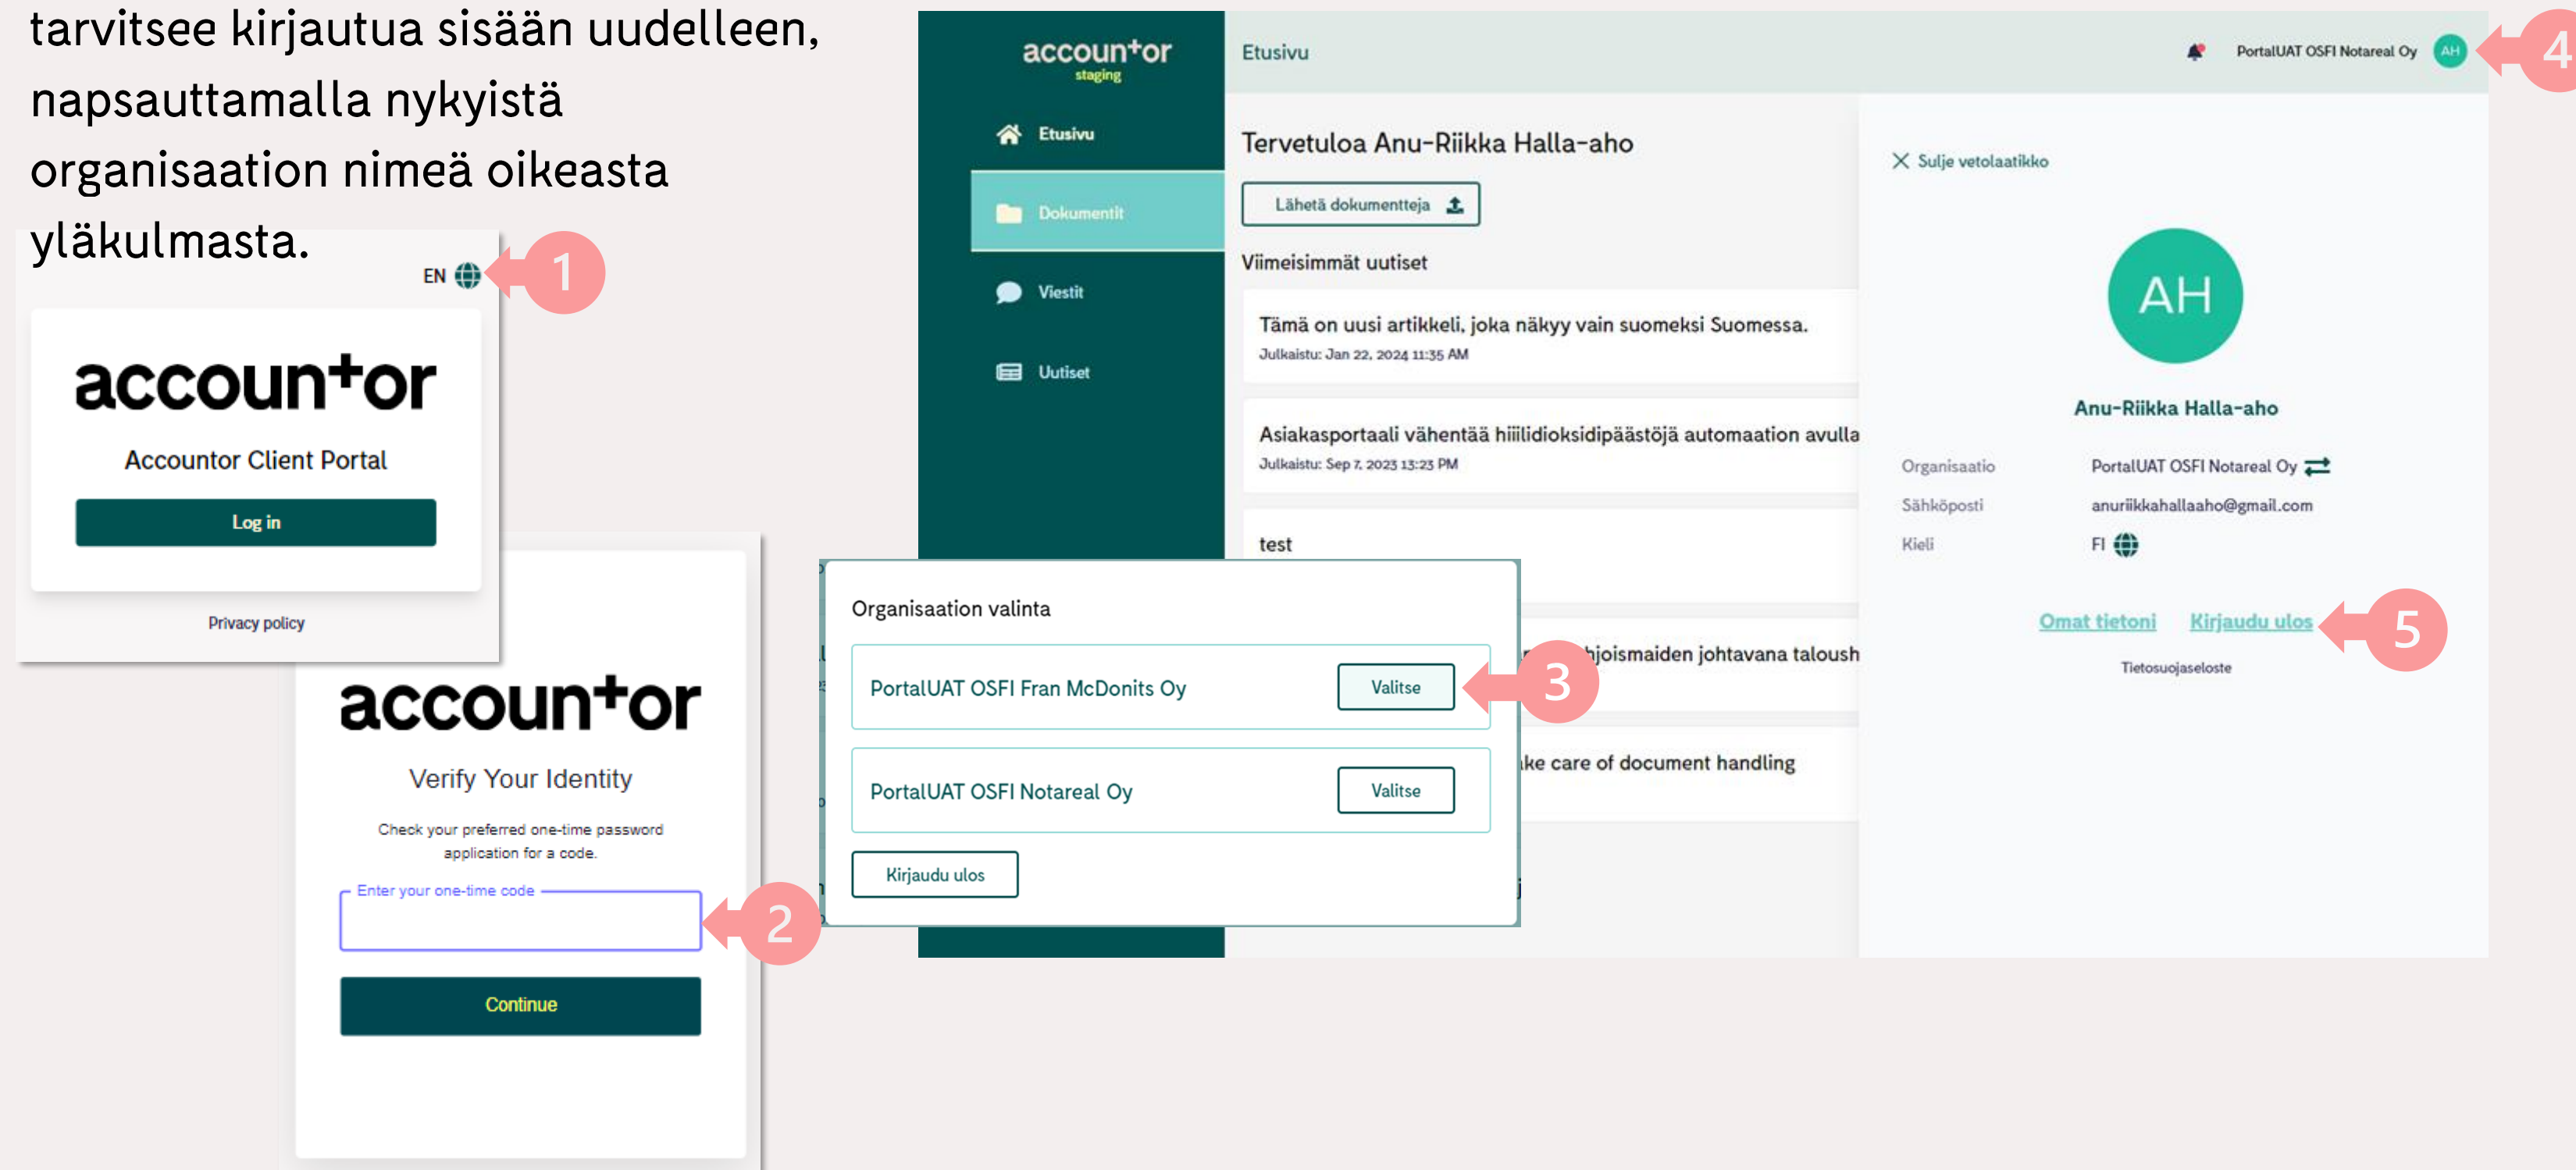 tarvitsee kirjautua sisään uudelleen,
napsauttamalla nykyistä
organisaation nimeä oikeasta
yläkulmasta.
EN
1
accountor
Accountor Client Portal
Log in
Privacy policy
accountor
Verify Your Identity
Check your preferred one-time password
application for a code.
Enter your one-time code
2
Continue
accountor
staging
Etusivu
Dokumentit
Viestit
Uutiset
Etusivu
PortalUAT OSFI Notareal Oy
AH
4
Tervetuloa Anu-Riikka Halla-aho
Lähetä dokumentteja
Viimeisimmät uutiset
Tämä on uusi artikkeli, joka näkyy vain suomeksi Suomessa.
Julkaistu: Jan 22, 2024 11:35 AM
Asiakasportaali vähentää hiiilidioksidipäästöjä automaation avulla
Julkaistu: Sep 7, 2023 13:23 PM
test
hjoismaiden johtavana taloush
ke care of document handling
Organisaation valinta
PortalUAT OSFI Fran McDonits Oy
Valitse
3
PortalUAT OSFI Notareal Oy
Valitse
Kirjaudu ulos
Sulje vetolaatikko
AH
Anu-Riikka Halla-aho
Organisaatio
PortalUAT OSFI Notareal Oy
Sähköposti
anuriikkahallaaho@gmail.com
Kieli
FI
Omat tietoni
Kirjaudu ulos
5
Tietosuojaseloste